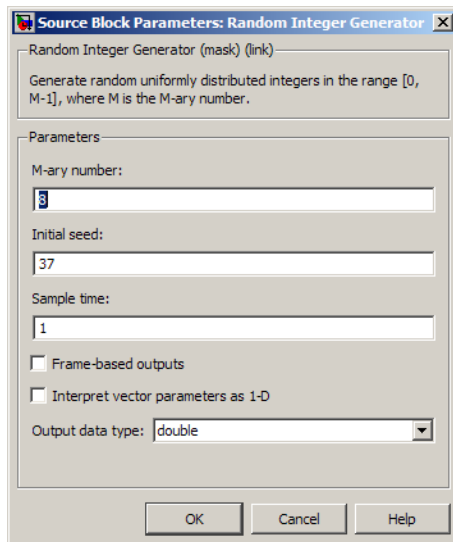 Source Block Parameters: Random Integer Generator
Random Integer Generator (mask) (link)
Generate random uniformly distributed integers in the range [0,
M-1], where M is the M-ary number.
Parameters
M-ary number:
8
Initial seed:
37
Sample time:
1
Frame-based outputs
Interpret vector parameters as 1-D
Output data type: double
OK Cancel Help